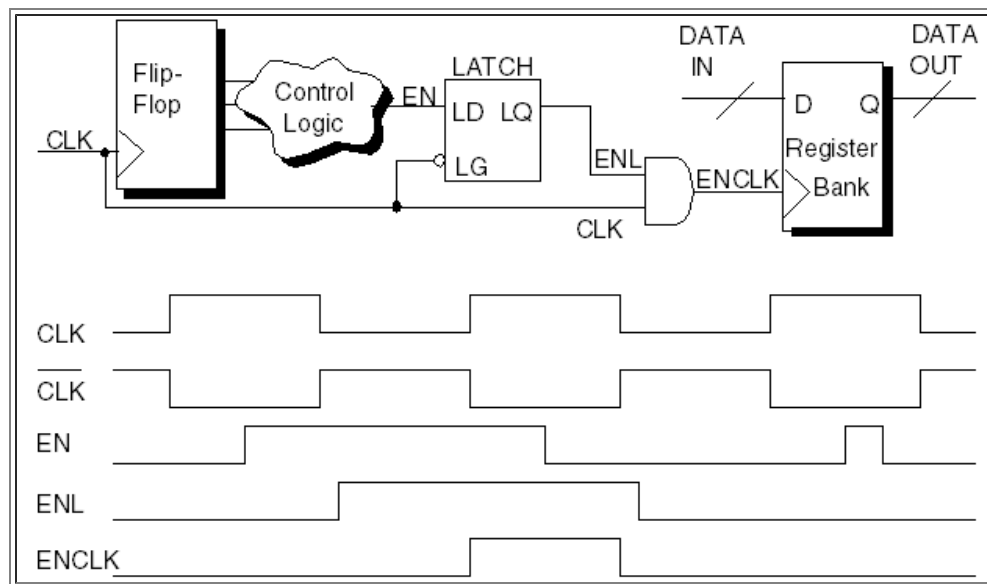 DATA
IN
DATA
OUT
Flip-
Flop
Control
Logic
EN
LATCH
LD LQ
LG
CLK
ENL
CLK
ENCLK
D Q
Register
Bank
CLK
CLK
EN
ENL
ENCLK